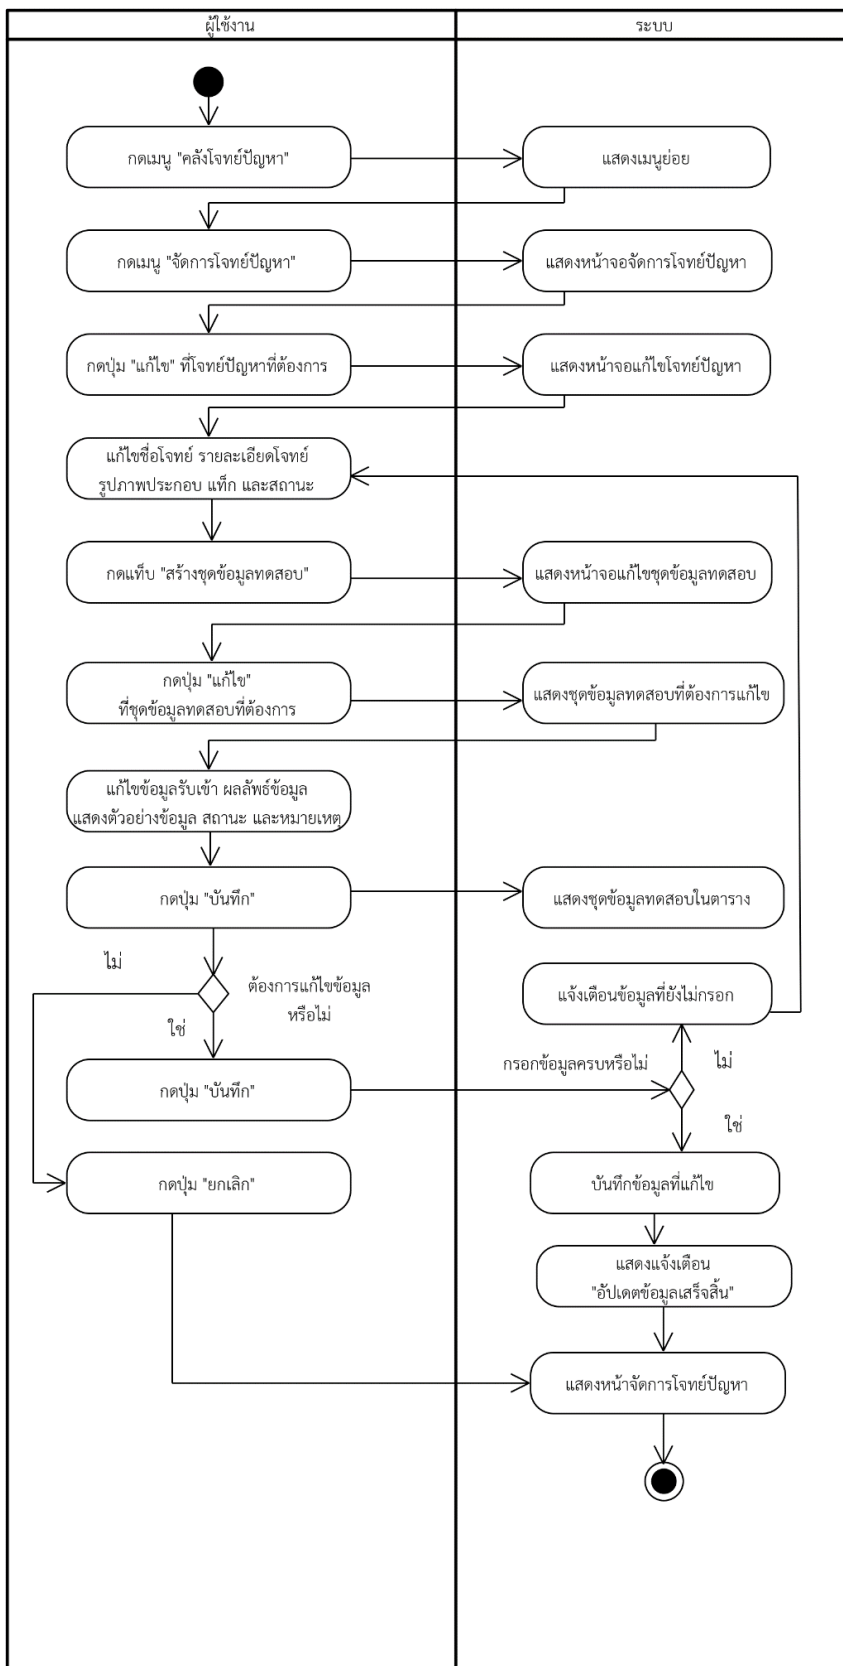 ผู้ใช้งาน
ระบบ
กดเมนู "คลังโจทย์ปัญหา"
แสดงเมนูย่อย
กดเมนู "จัดการโจทย์ปัญหา"
แสดงหน้าจอจัดการโจทย์ปัญหา
กดปุ่ม "แก้ไข" ที่โจทย์ปัญหาที่ต้องการ
แสดงหน้าจอแก้ไขโจทย์ปัญหา
แก้ไขชื่อโจทย์ รายละเอียดโจทย์
รูปภาพประกอบ แท็ก และสถานะ
กดแท็บ "สร้างชุดข้อมูลทดสอบ"
แสดงหน้าจอแก้ไขชุดข้อมูลทดสอบ
กดปุ่ม "แก้ไข"
ที่ชุดข้อมูลทดสอบที่ต้องการ
แสดงชุดข้อมูลทดสอบที่ต้องการแก้ไข
แก้ไขข้อมูลรับเข้า ผลลัพธ์ข้อมูล
แสดงตัวอย่างข้อมูล สถานะ และหมายเหตุ
กดปุ่ม "บันทึก"
แสดงชุดข้อมูลทดสอบในตาราง
ไม่
ต้องการแก้ไขข้อมูล
หรือไม่
ใช่
แจ้งเตือนข้อมูลที่ยังไม่กรอก
กรอกข้อมูลครบหรือไม่
ไม่
กดปุ่ม "บันทึก"
ใช่
กดปุ่ม "ยกเลิก"
บันทึกข้อมูลที่แก้ไข
แสดงแจ้งเตือน
"อัปเดตข้อมูลเสร็จสิ้น"
แสดงหน้าจัดการโจทย์ปัญหา